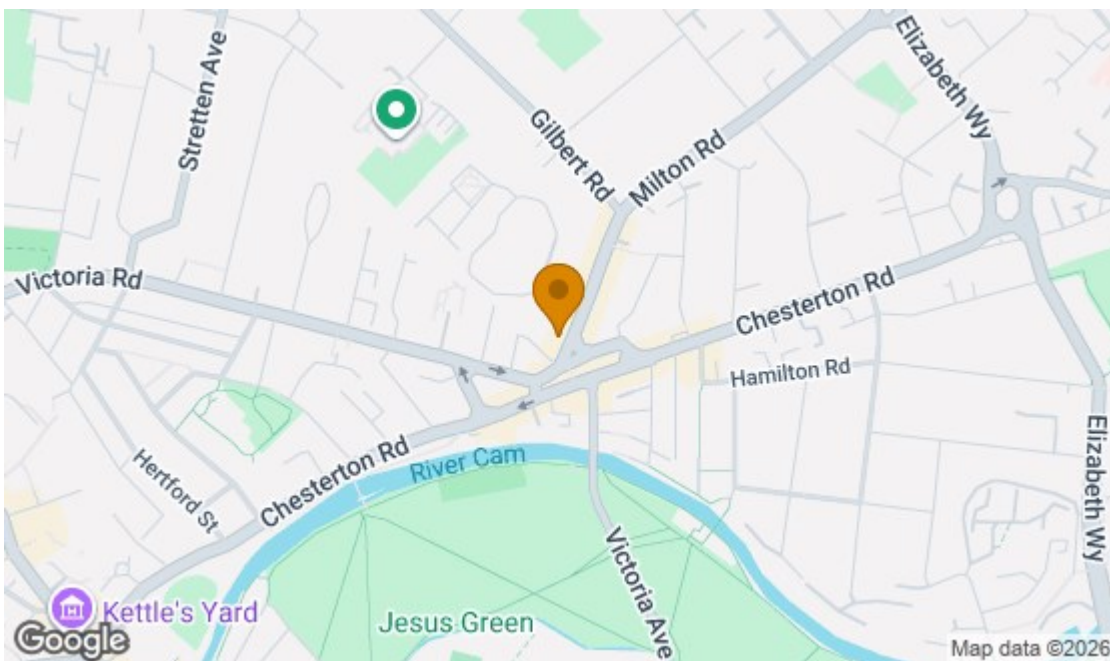 Stretten Ave
Gilbert Rd
Milton Rd
Elizabeth Wy
Victoria Rd
Chesterton Rd
Hamilton Rd
Chesterton Rd
River Cam
Hertford St
Elizabeth Wy
Victoria Ave
Kettle's Yard
Jesus Green
Google
Map data ©2026